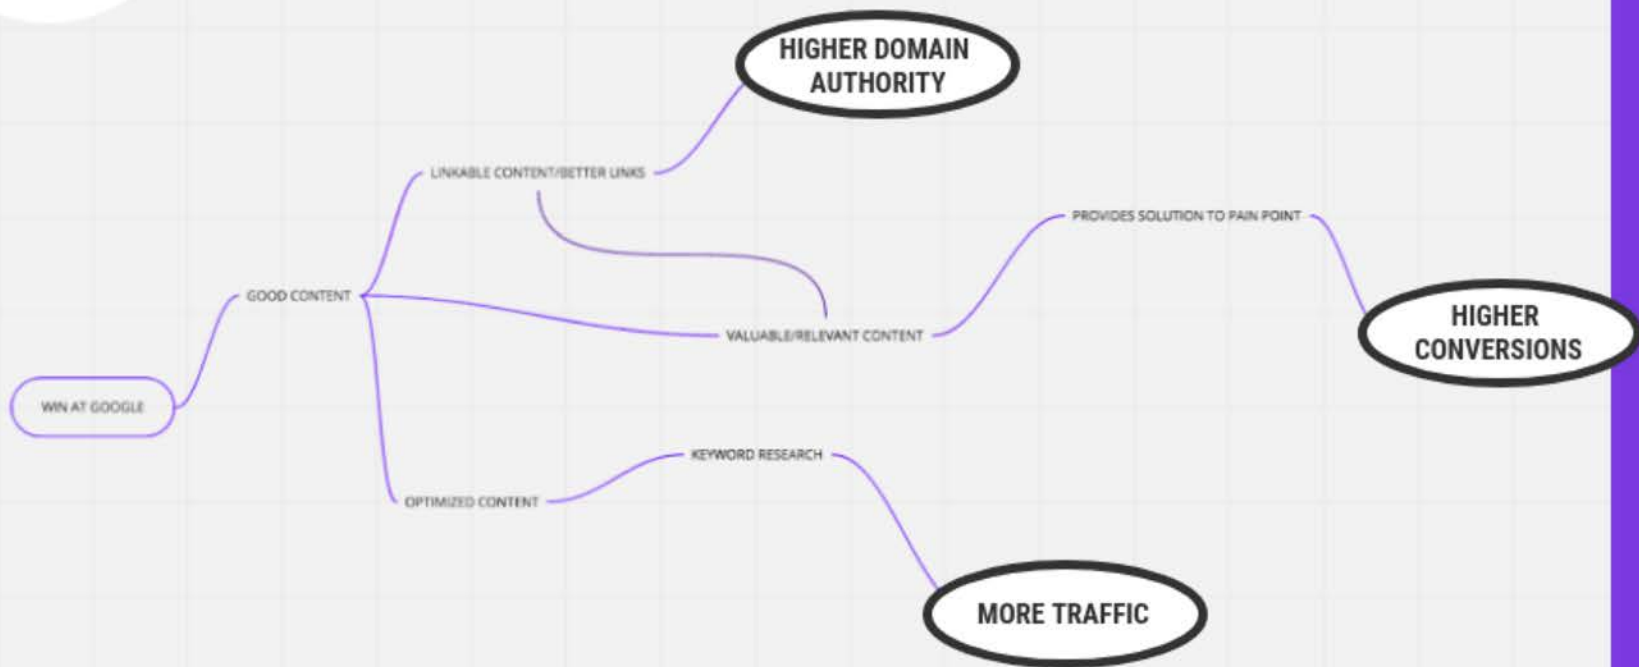 HIGHER DOMAIN
AUTHORITY
LINKABLE CONTENT/BETTER LINKS
PROVIDES SOLUTION TO PAIN POINT
GOOD CONTENT
VALUABLE/RELEVANT CONTENT
HIGHER
CONVERSIONS
WIN AT GOOGLE
KEYWORD RESEARCH
OPTIMIZED CONTENT
MORE TRAFFIC